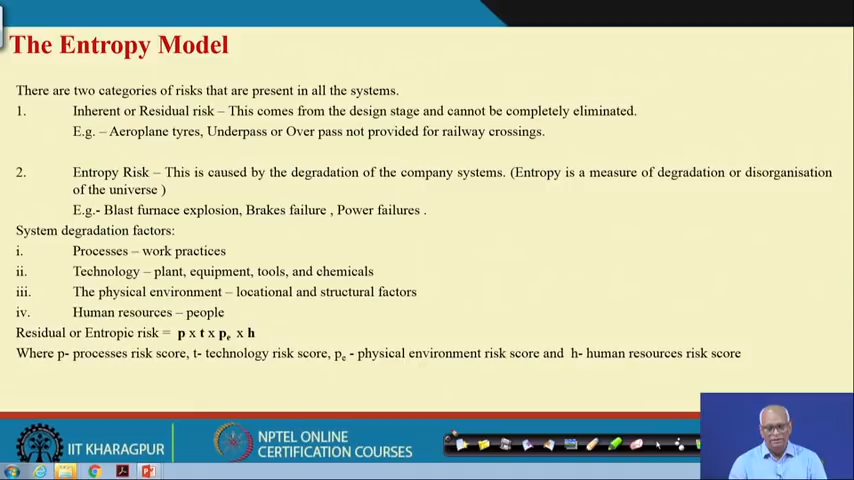 The Entropy Model
There are two categories of risks that are present in all the systems.
1. Inherent or Residual risk – This comes from the design stage and cannot be completely eliminated.
E.g. – Aeroplane tyres, Underpass or Over pass not provided for railway crossings.
2. Entropy Risk – This is caused by the degradation of the company systems. (Entropy is a measure of degradation or disorganisation
of the universe )
E.g.- Blast furnace explosion, Brakes failure , Power failures .
System degradation factors:
i. Processes – work practices
ii. Technology – plant, equipment, tools, and chemicals
iii. The physical environment – locational and structural factors
iv. Human resources – people
Residual or Entropic risk = p x t x pe x h
Where p- processes risk score, t- technology risk score, pe - physical environment risk score and h- human resources risk score
IIT KHARAGPUR
NPTEL ONLINE
CERTIFICATION COURSES